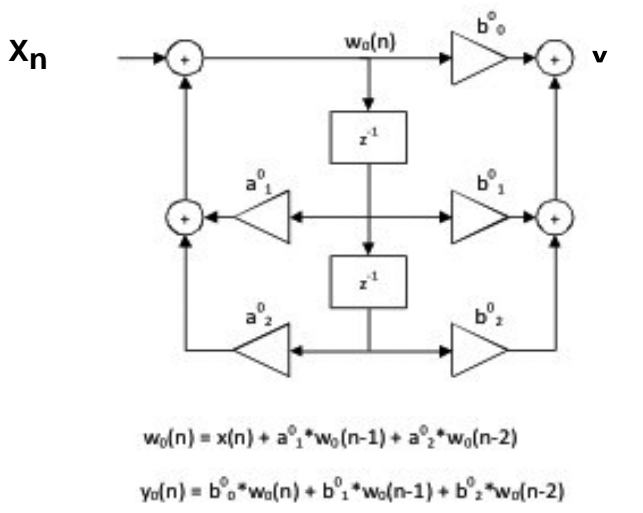 b⁰₀
w₀(n)
Xn
v
z⁻¹
a⁰₁
b⁰₁
z⁻¹
a⁰₂
b⁰₂
w₀(n) = x(n) + a⁰₁*w₀(n-1) + a⁰₂*w₀(n-2)
y₀(n) = b⁰₀*w₀(n) + b⁰₁*w₀(n-1) + b⁰₂*w₀(n-2)